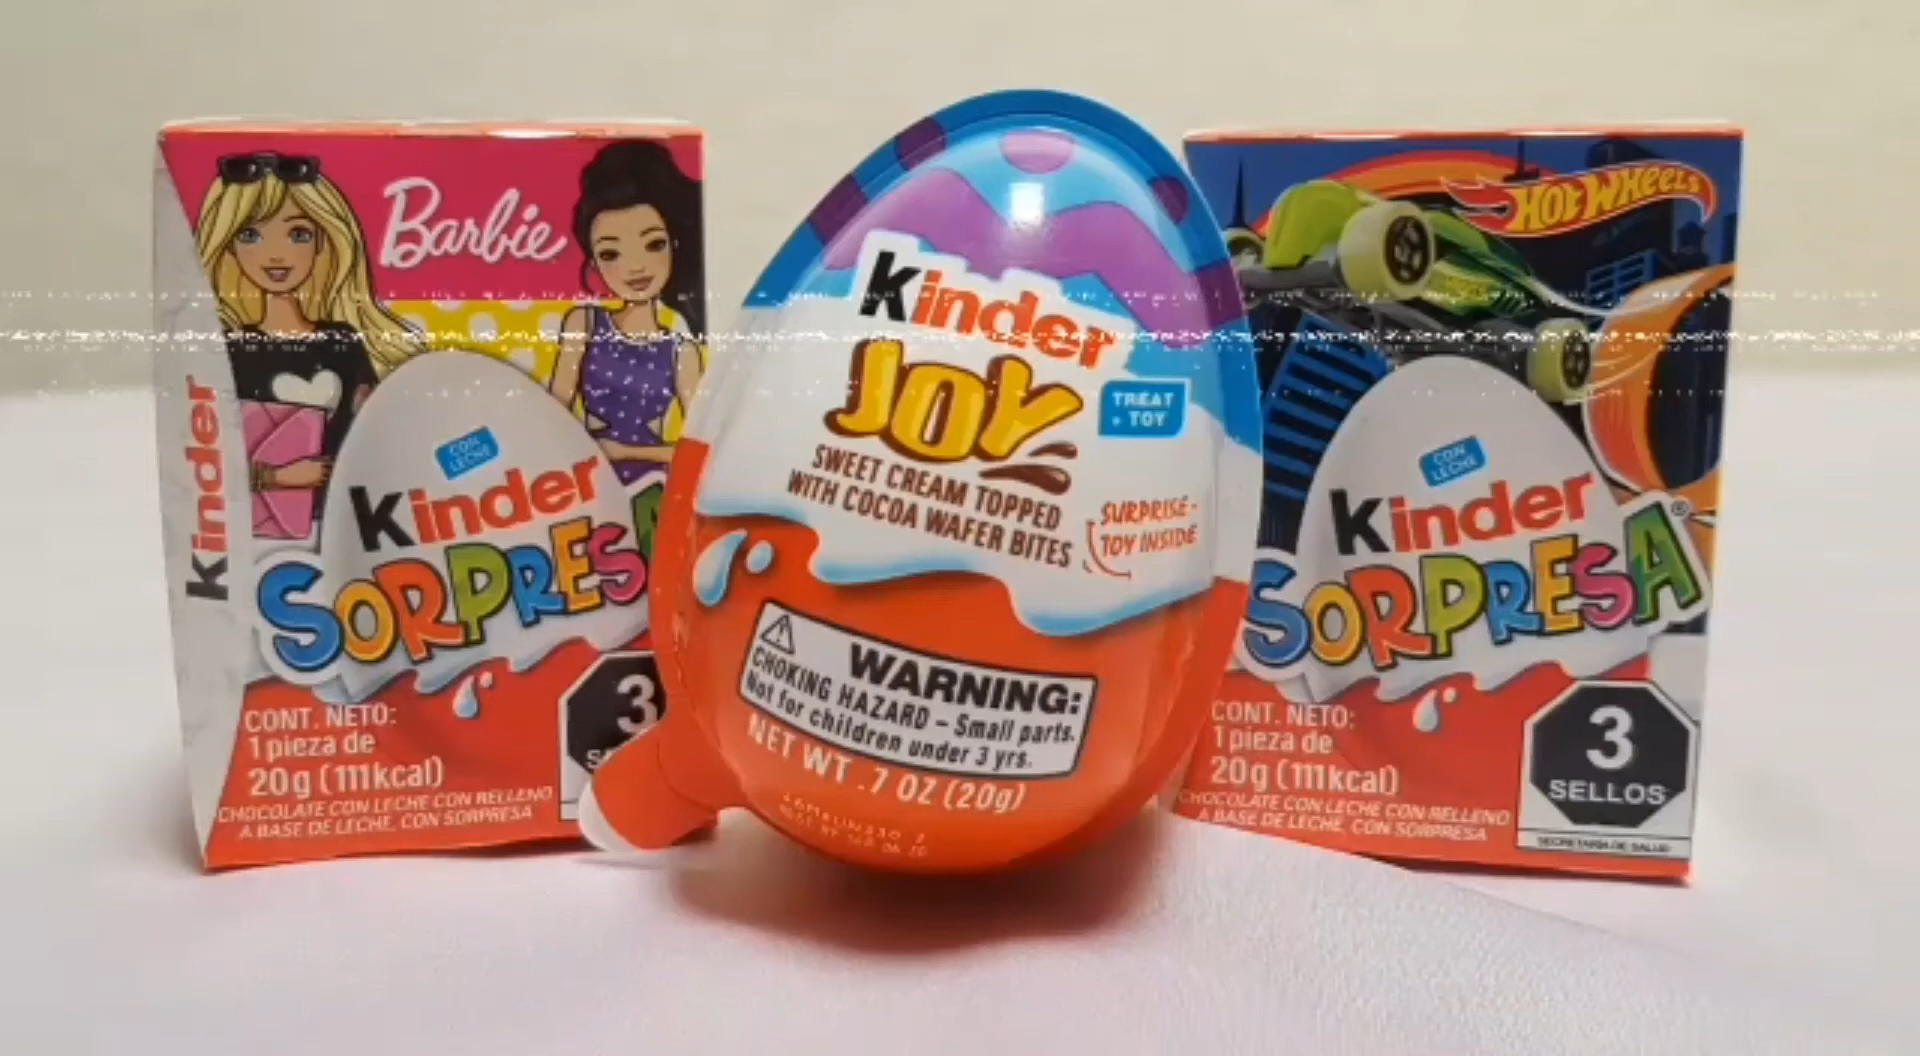 Barbie
Kinder
CON
LECHE
Kinder
SORPRESA
CONT. NETO:
1 pieza de
20g (111kcal)
CHOCOLATE CON LECHE CON RELLENO
A BASE DE LECHE, CON SORPRESA
3
Kinder
JOY
TREAT
+ TOY
SWEET CREAM TOPPED
WITH COCOA WAFER BITES
SURPRISE-
TOY INSIDE
WARNING:
CHOKING HAZARD – Small parts.
Not for children under 3 yrs.
NET WT .7 OZ (20g)
HOT WHEELS
CON
LECHE
Kinder
SORPRESA®
CONT. NETO:
1 pieza de
20g (111kcal)
CHOCOLATE CON LECHE CON RELLENO
A BASE DE LECHE, CON SORPRESA
3
SELLOS
SECRETARÍA DE SALUD